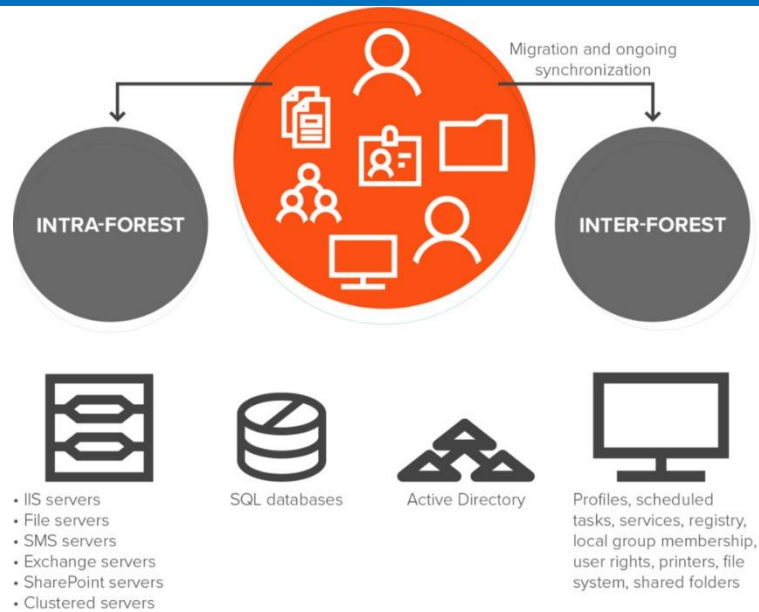 Migration and ongoing
synchronization
INTRA-FOREST
INTER-FOREST
• IIS servers
• File servers
• SMS servers
• Exchange servers
• SharePoint servers
• Clustered servers
SQL databases
Active Directory
Profiles, scheduled
tasks, services, registry,
local group membership,
user rights, printers, file
system, shared folders